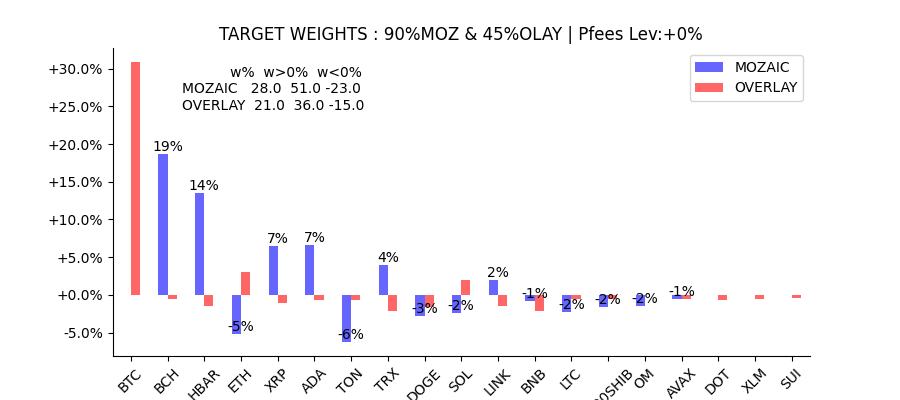 TARGET WEIGHTS : 90%MOZ & 45%OLAY | Pfees Lev:+0%
w% w>0% w<0%
MOZAIC 28.0 51.0 -23.0
OVERLAY 21.0 36.0 -15.0
MOZAIC
OVERLAY
+30.0%
+25.0%
+20.0%
+15.0%
+10.0%
+5.0%
+0.0%
-5.0%
19%
14%
-5%
7%
7%
-6%
4%
-3%
-2%
2%
-1%
-2%
-2%
-2%
-1%
BTC
BCH
HBAR
ETH
XRP
ADA
TON
TRX
DOGE
SOL
LINK
BNB
LTC
00SHIB
OM
AVAX
DOT
XLM
SUI